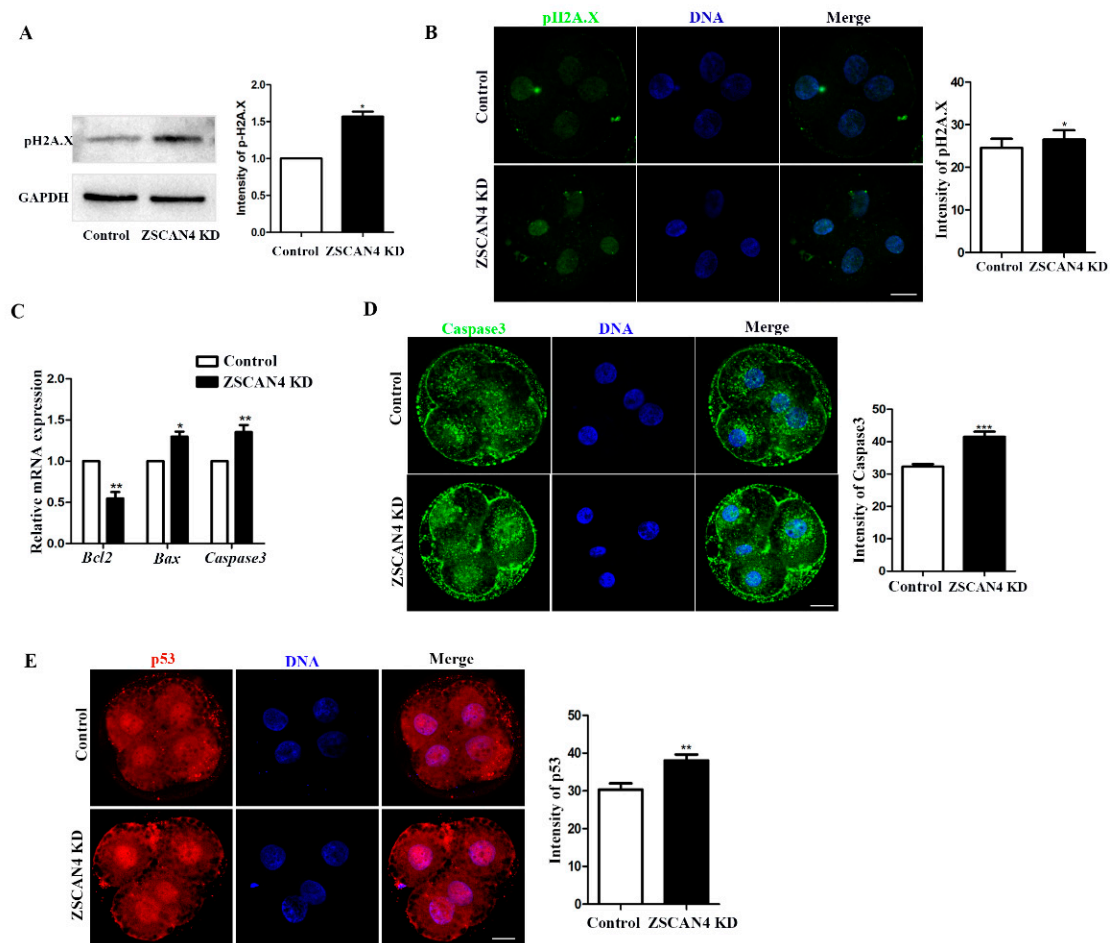 A
pH2A.X
GAPDH
Control ZSCAN4 KD
Intensity of p-H2A.X
2.0
1.5
1.0
0.5
0.0
*
Control ZSCAN4 KD
B
pH2A.X DNA Merge
Control
ZSCAN4 KD
Intensity of pH2A.X
40
30
20
10
0
*
Control ZSCAN4 KD
C
Control
ZSCAN4 KD
Relative mRNA expression
2.0
1.5
1.0
0.5
0.0
** * **
Bcl2 Bax Caspase3
D
Caspase3 DNA Merge
Control
ZSCAN4 KD
Intensity of Caspase3
50
40
30
20
10
0
***
Control ZSCAN4 KD
E
p53 DNA Merge
Control
ZSCAN4 KD
Intensity of p53
50
40
30
20
10
0
**
Control ZSCAN4 KD